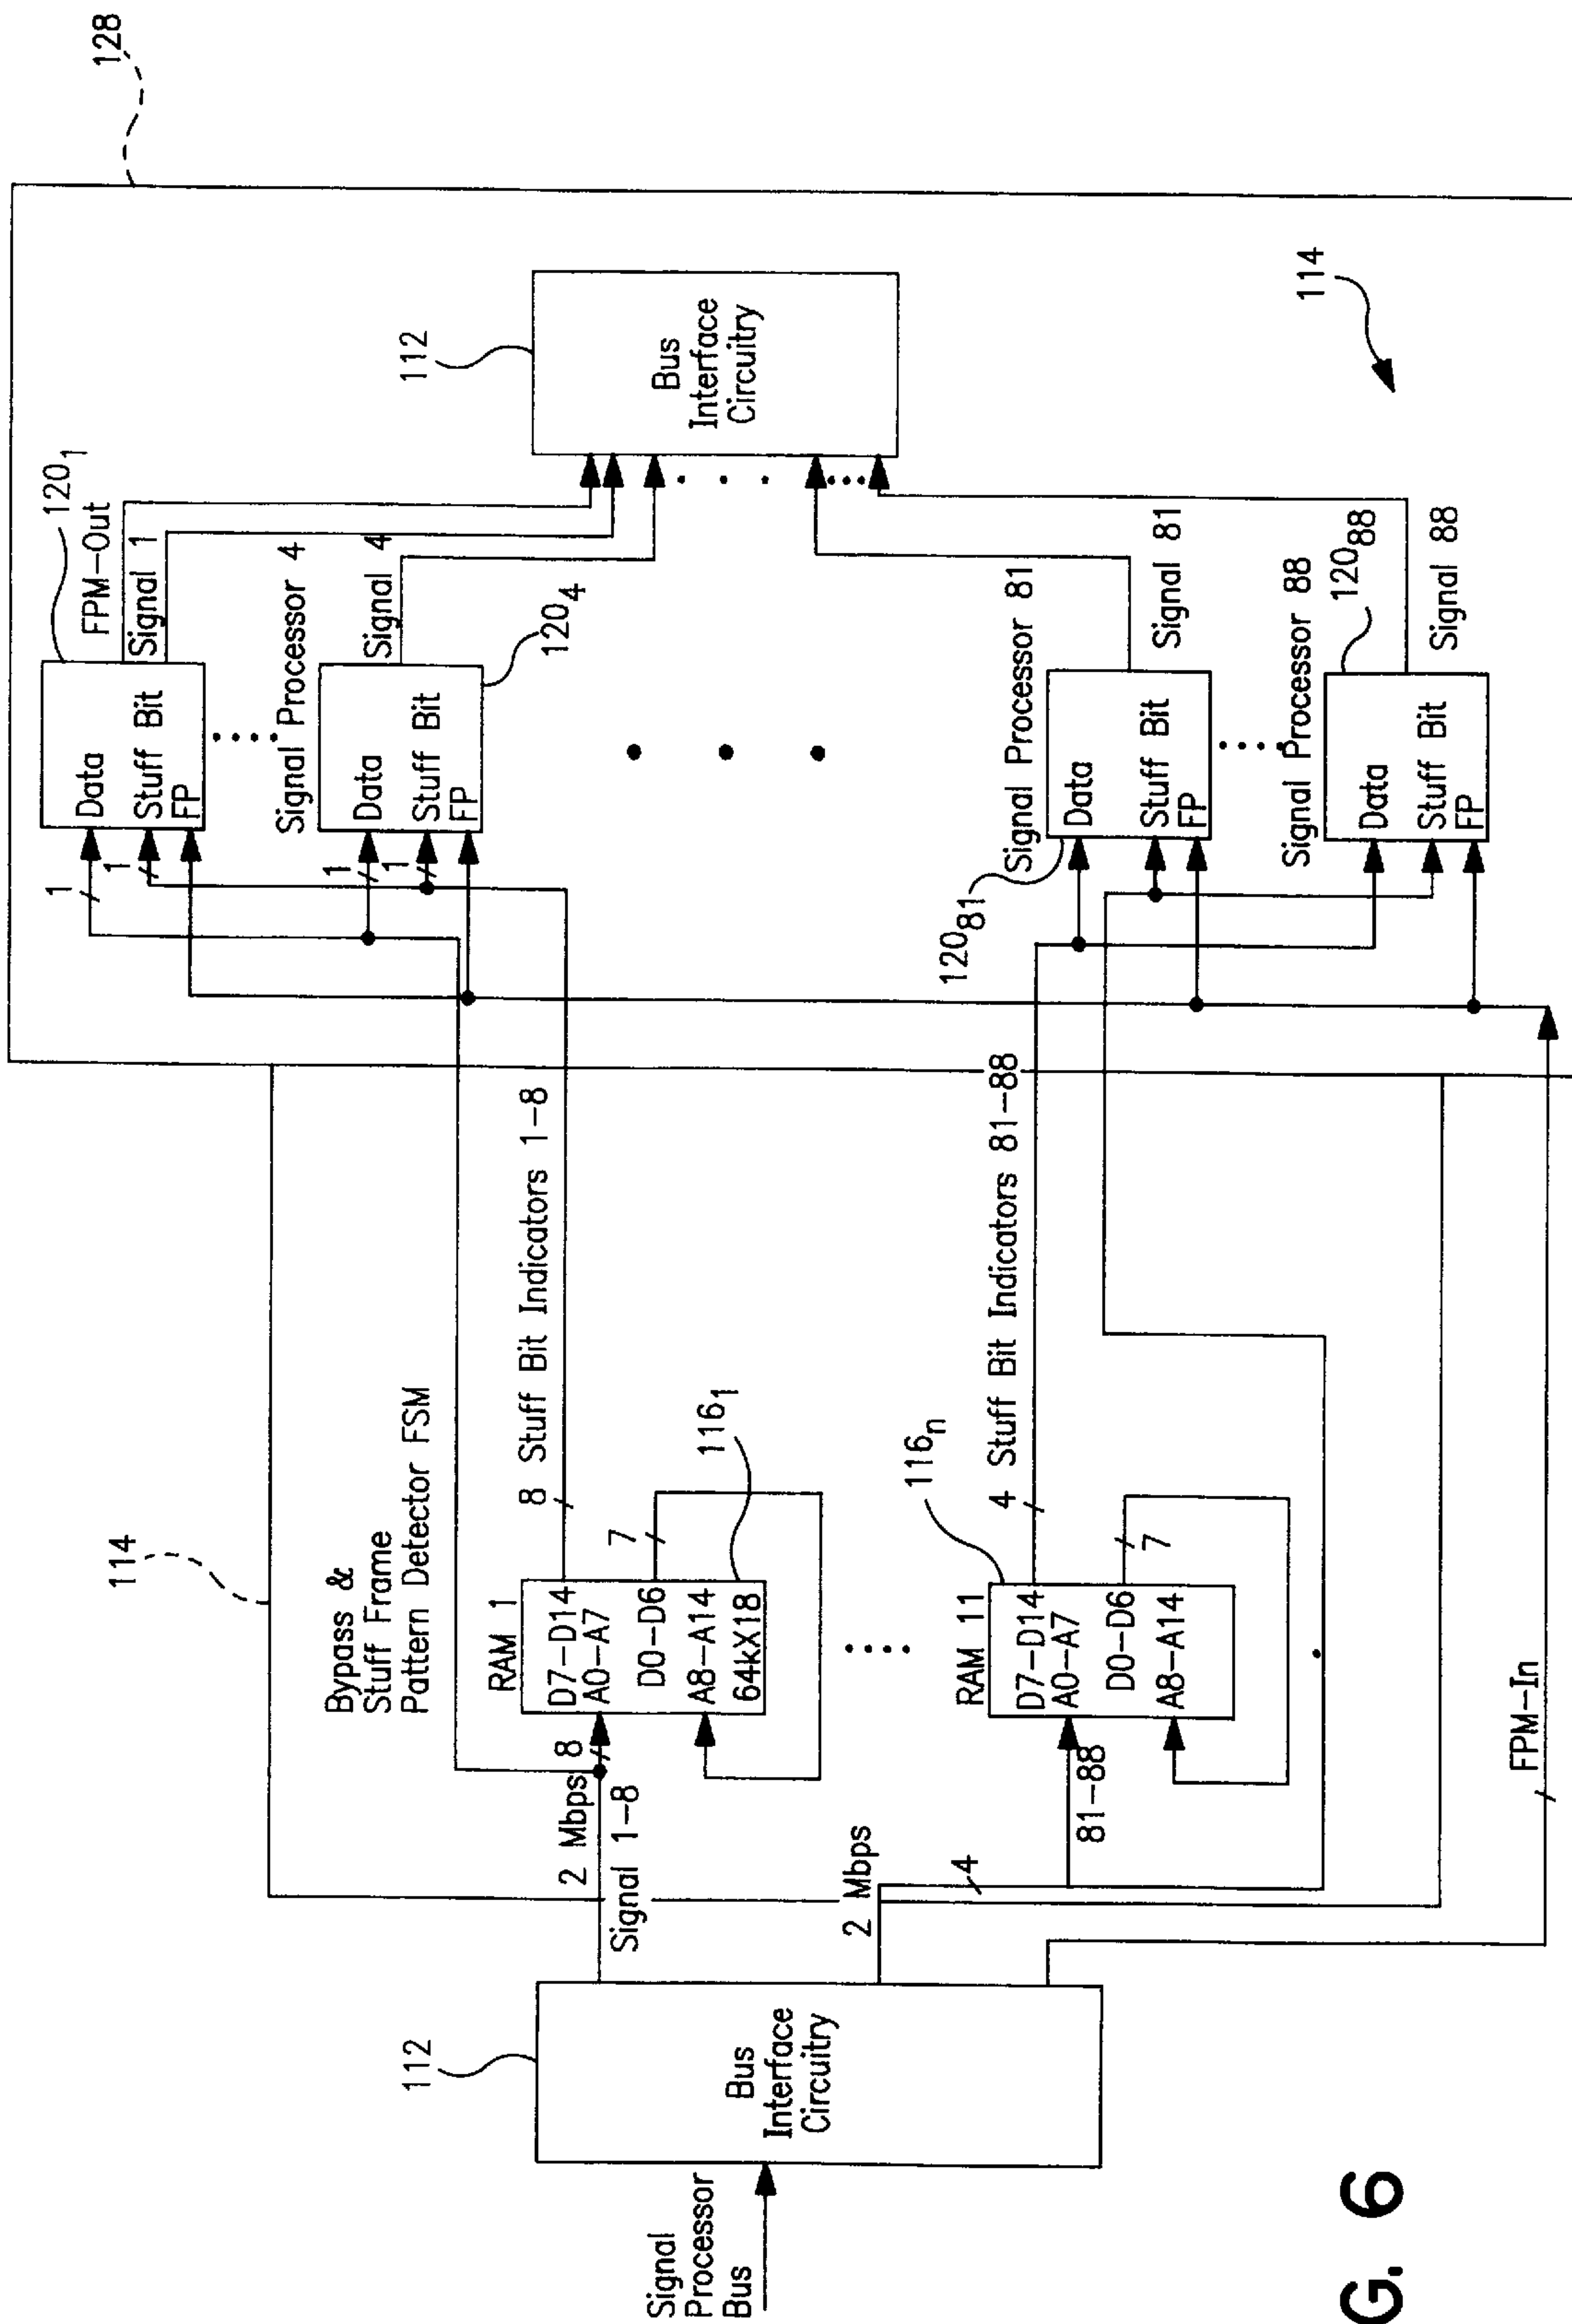 128
114
Bypass &
Stuff Frame
Pattern Detector FSM
112
Signal
Processor
Bus
Bus
Interface
Circuitry
2 Mbps
Signal 1-8
8
RAM 1
D7-D14
A0-A7
D0-D6
A8-A14
64kX18
7
116₁
8 Stuff Bit Indicators 1-8
2 Mbps
4
81-88
RAM 11
D7-D14
A0-A7
D0-D6
A8-A14
7
116ₙ
4 Stuff Bit Indicators 81-88
FPM-In
1
1
Data
Stuff Bit
FP
120₁
FPM-Out
Signal 1
Signal Processor 4
1
1
Data
Stuff Bit
FP
120₄
Signal 4
Signal Processor 81
120₈₁
Data
Stuff Bit
FP
Signal 81
Signal Processor 88
Data
Stuff Bit
FP
120₈₈
Signal 88
112
Bus
Interface
Circuitry
114
G. 6